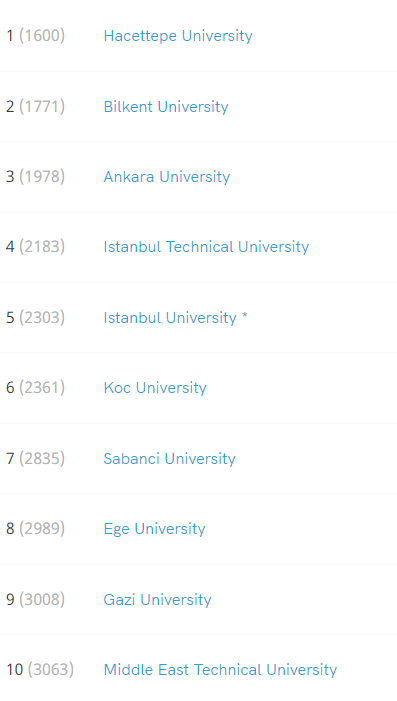 1 (1600) Hacettepe University
2 (1771) Bilkent University
3 (1978) Ankara University
4 (2183) Istanbul Technical University
5 (2303) Istanbul University *
6 (2361) Koc University
7 (2835) Sabanci University
8 (2989) Ege University
9 (3008) Gazi University
10 (3063) Middle East Technical University